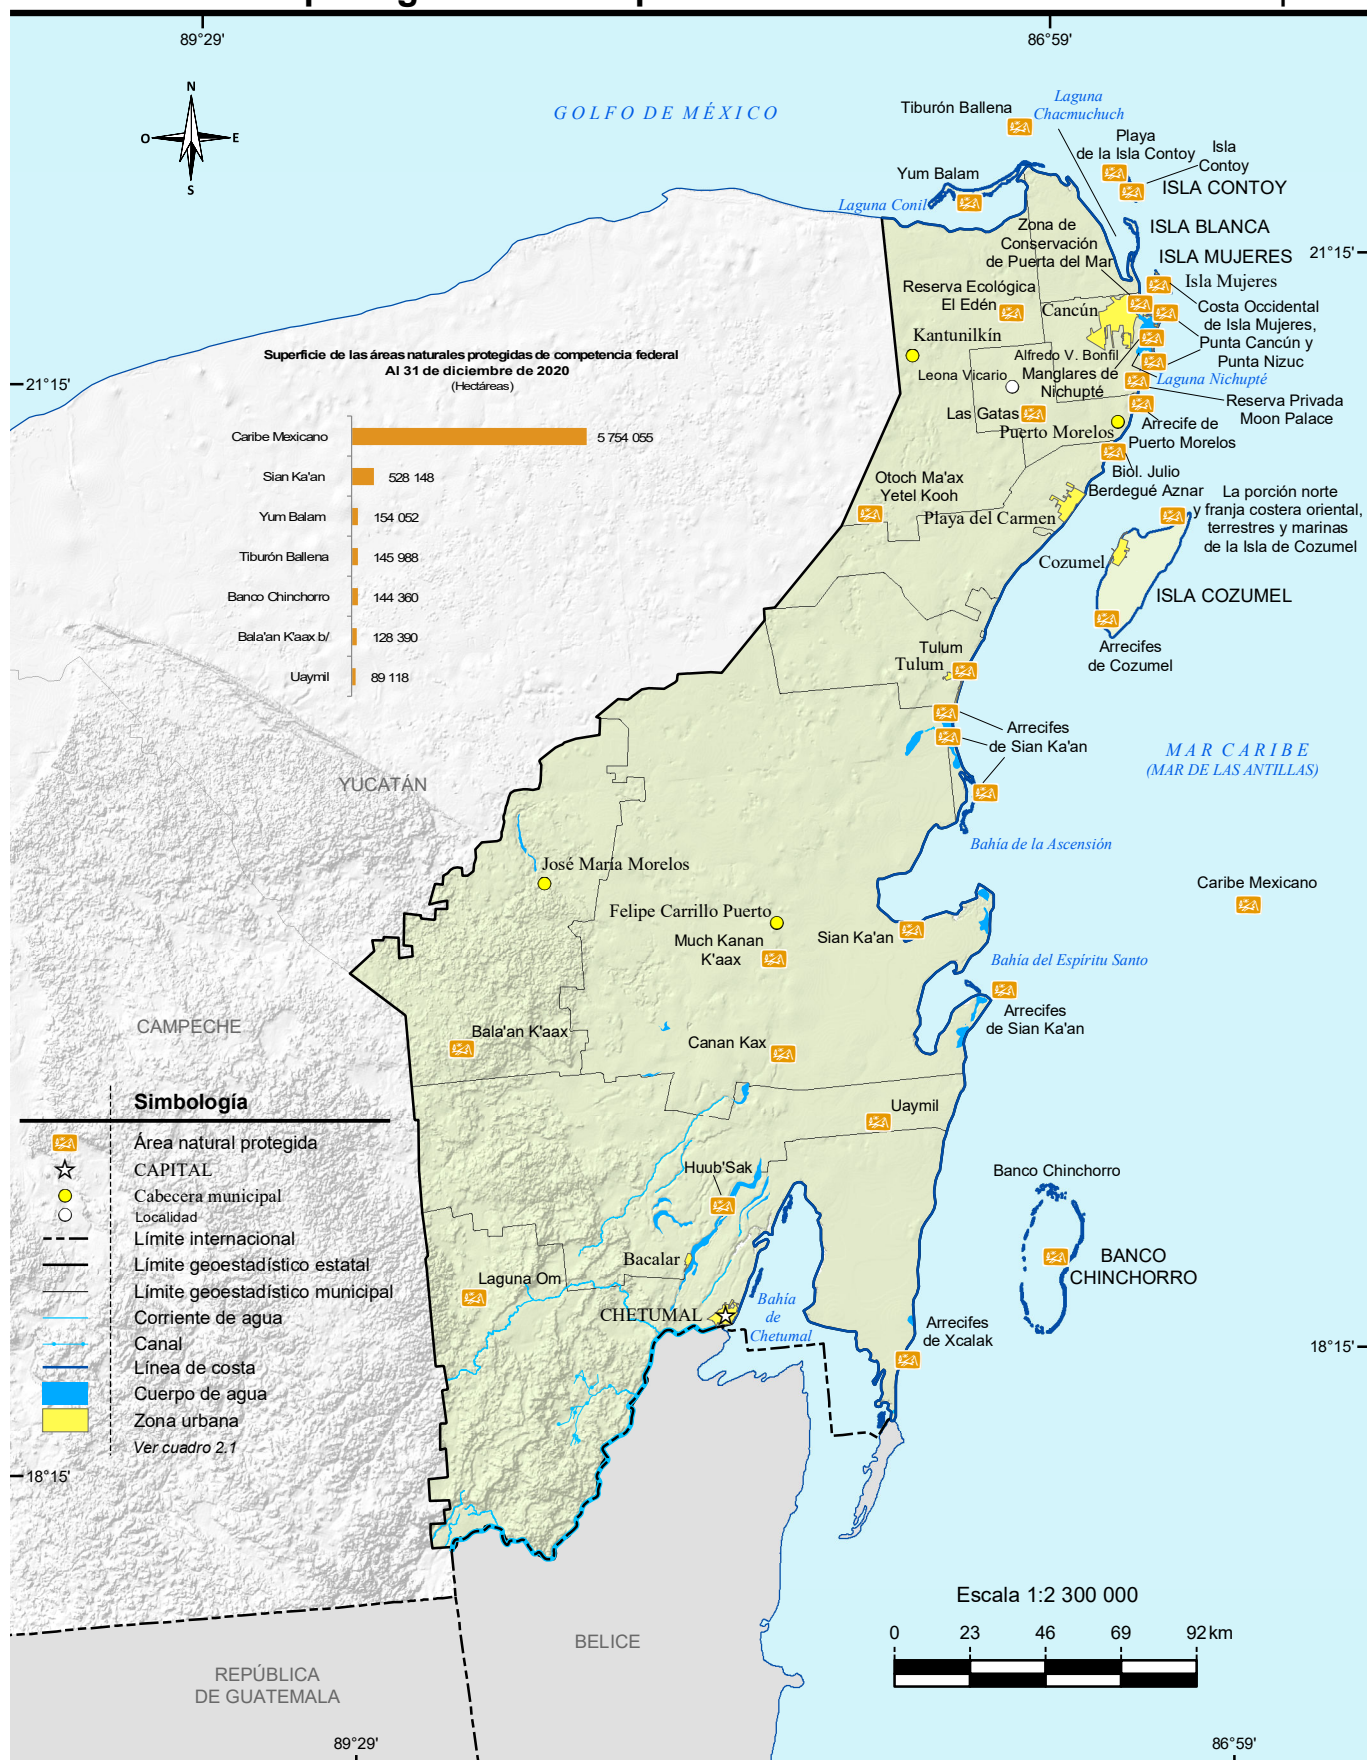 89°29'
86°59'
N
O
E
S
GOLFO DE MÉXICO
Tiburón Ballena
Laguna
Chacmuchuch
Playa
de la Isla Contoy
Isla
Contoy
ISLA CONTOY
Yum Balam
Laguna Conil
ISLA BLANCA
Zona de
Conservación
de Puerta del Mar
ISLA MUJERES
21°15'
Isla Mujeres
Reserva Ecológica
El Edén
Cancún
Costa Occidental
de Isla Mujeres,
Punta Cancún y
Punta Nizuc
Kantunilkín
Alfredo V. Bonfil
Leona Vicario
Manglares de
Nichupté
Laguna Nichupté
Reserva Privada
Moon Palace
Las Gatas
Puerto Morelos
Arrecife de
Puerto Morelos
Superficie de las áreas naturales protegidas de competencia federal
Al 31 de diciembre de 2020
(Hectáreas)
21°15'
Caribe Mexicano
5 754 055
Sian Ka'an
528 148
Yum Balam
154 052
Tiburón Ballena
145 988
Banco Chinchorro
144 360
Bala'an K'aax b/
128 390
Uaymil
89 118
Otoch Ma'ax
Yetel Kooh
Biol. Julio
Berdegué Aznar
La porción norte
y franja costera oriental,
terrestres y marinas
de la Isla de Cozumel
Playa del Carmen
Cozumel
ISLA COZUMEL
Arrecifes
de Cozumel
Tulum
Tulum
Arrecifes
de Sian Ka'an
MAR CARIBE
(MAR DE LAS ANTILLAS)
YUCATÁN
Bahía de la Ascensión
José María Morelos
Caribe Mexicano
Felipe Carrillo Puerto
Sian Ka'an
Much Kanan
K'aax
Bahía del Espíritu Santo
Arrecifes
de Sian Ka'an
CAMPECHE
Bala'an K'aax
Canan Kax
Uaymil
Huub'Sak
Banco Chinchorro
Bacalar
BANCO
CHINCHORRO
Laguna Om
CHETUMAL
Bahía
de
Chetumal
Arrecifes
de Xcalak
18°15'
Simbología
Área natural protegida
CAPITAL
Cabecera municipal
Localidad
Límite internacional
Límite geoestadístico estatal
Límite geoestadístico municipal
Corriente de agua
Canal
Línea de costa
Cuerpo de agua
Zona urbana
Ver cuadro 2.1
18°15'
Escala 1:2 300 000
0
23
46
69
92 km
BELICE
REPÚBLICA
DE GUATEMALA
89°29'
86°59'